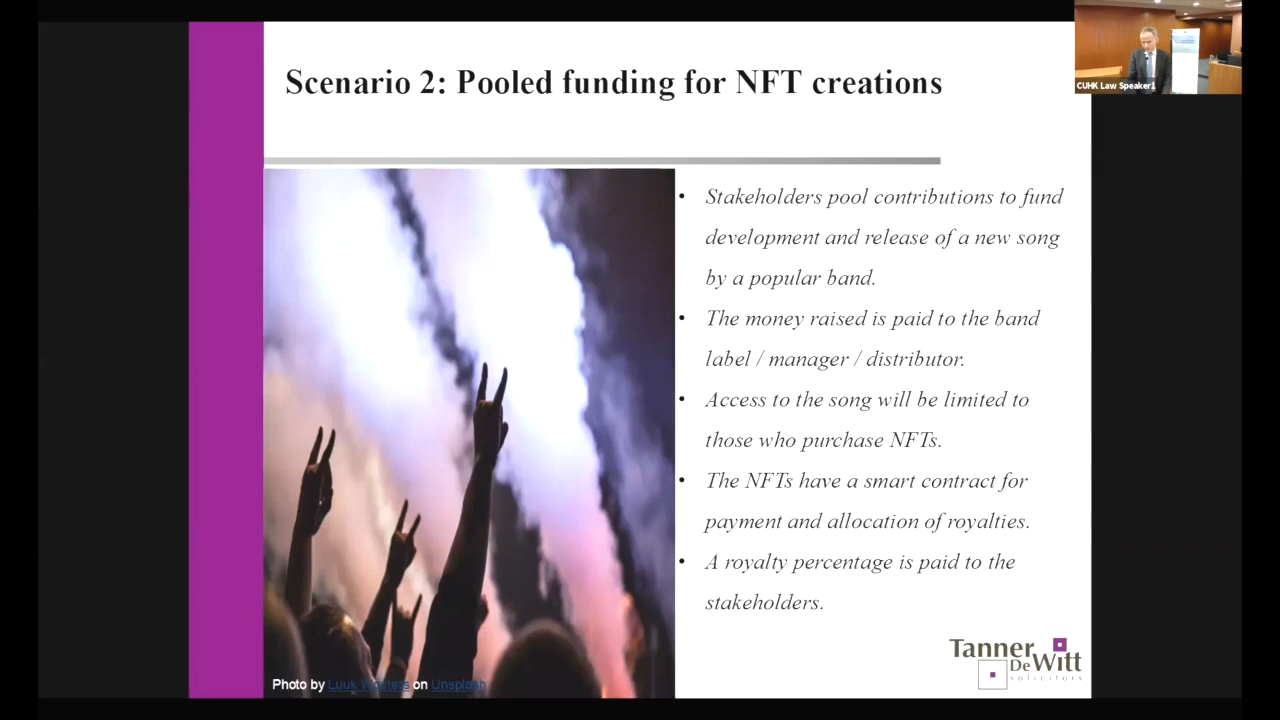 Scenario 2: Pooled funding for NFT creations
CUHK Law Speaker1
• Stakeholders pool contributions to fund
development and release of a new song
by a popular band.
• The money raised is paid to the band
label / manager / distributor.
• Access to the song will be limited to
those who purchase NFTs.
• The NFTs have a smart contract for
payment and allocation of royalties.
• A royalty percentage is paid to the
stakeholders.
Tanner
De Witt
solicitors
Photo by Luuk Wouters on Unsplash